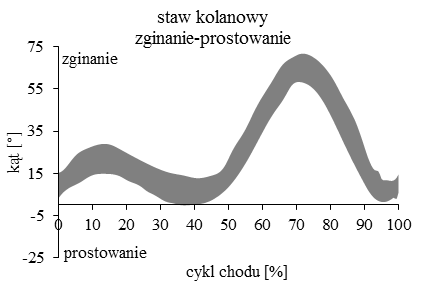 staw kolanowy
zginanie-prostowanie
75
zginanie
55
kąt [°]
35
15
-5
0 10 20 30 40 50 60 70 80 90 100
prostowanie
-25
cykl chodu [%]